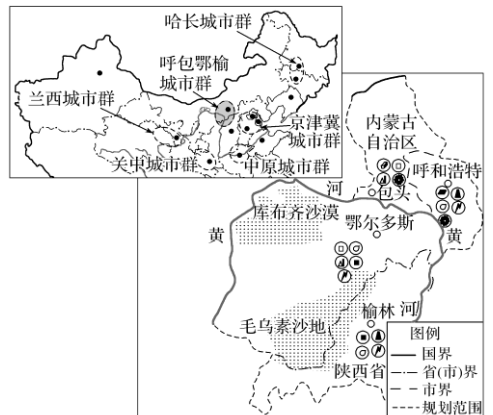 哈长城市群
呼包鄂榆
城市群
兰西城市群
京津冀
城市群
关中城市群
中原城市群
内蒙古
自治区
呼和浩特
河
包头
库布齐沙漠
鄂尔多斯
黄
黄
榆林
河
毛乌素沙地
陕西省
图例
国界
省(市)界
市界
规划范围